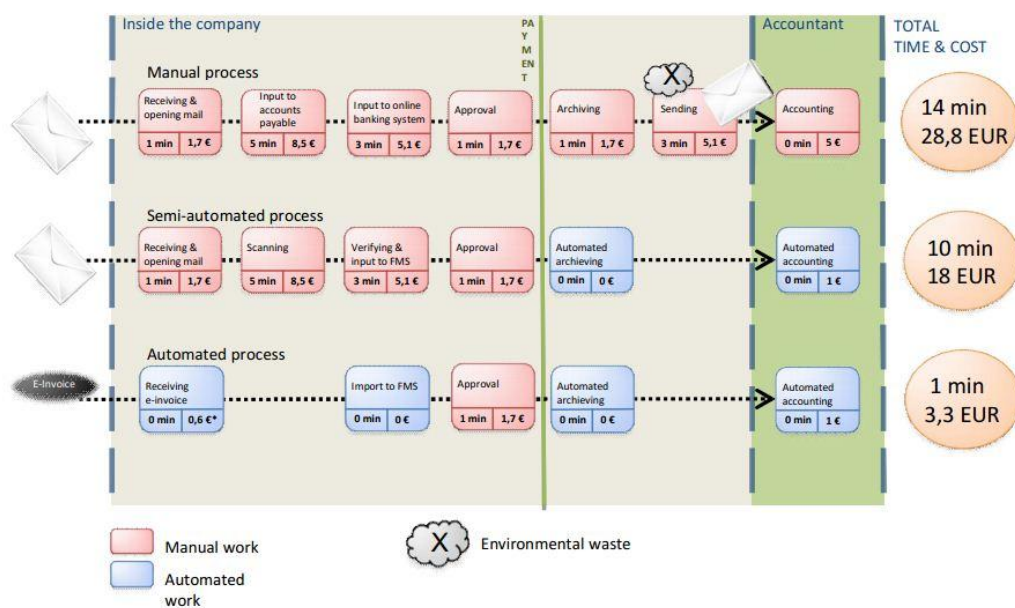 Inside the company
PA
Y
M
ENT
Accountant
TOTAL
TIME & COST
Manual process
Receiving &
opening mail
1 min 1,7 €
Input to
accounts
payable
5 min 8,5 €
Input to online
banking system
3 min 5,1 €
Approval
1 min 1,7 €
Archiving
1 min 1,7 €
X
Sending
3 min 5,1 €
Accounting
0 min 5 €
14 min
28,8 EUR
Semi-automated process
Receiving &
opening mail
1 min 1,7 €
Scanning
5 min 8,5 €
Verifying &
input to FMS
3 min 5,1 €
Approval
1 min 1,7 €
Automated
archieving
0 min 0 €
Automated
accounting
0 min 1 €
10 min
18 EUR
Automated process
E-Invoice
Receiving
e-invoice
0 min 0,6 €*
Import to FMS
0 min 0 €
Approval
1 min 1,7 €
Automated
archieving
0 min 0 €
Automated
accounting
0 min 1 €
1 min
3,3 EUR
Manual work
X Environmental waste
Automated
work